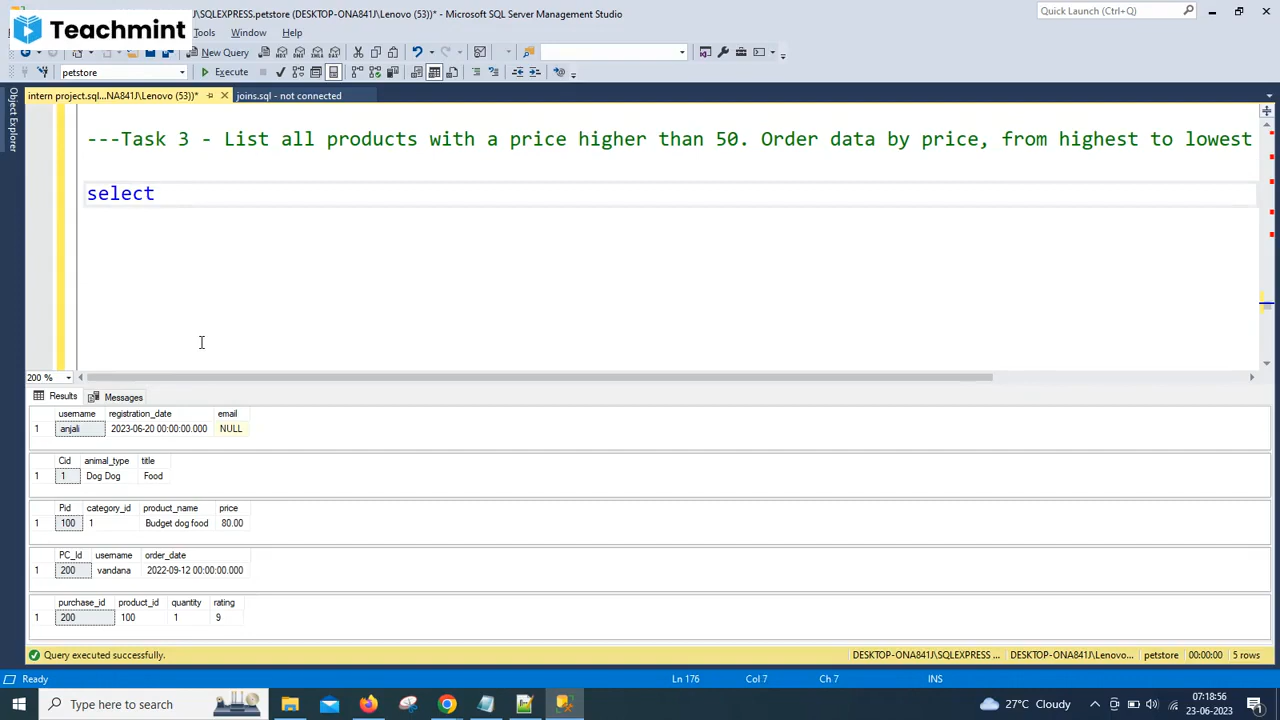 J\SQLEXPRESS.petstore (DESKTOP-ONA841J\Lenovo (53))* - Microsoft SQL Server Management Studio
Quick Launch (Ctrl+Q)
Teachmint
Tools Window Help
New Query
petstore
Execute
intern project.sql...NA841J\Lenovo (53))*
joins.sql - not connected
Object Explorer
---Task 3 - List all products with a price higher than 50. Order data by price, from highest to lowest
select
200 %
Results Messages
username registration_date email
1 anjali 2023-06-20 00:00:00.000 NULL
Cid animal_type title
1 1 Dog Dog Food
Pid category_id product_name price
1 100 1 Budget dog food 80.00
PC_Id username order_date
1 200 vandana 2022-09-12 00:00:00.000
purchase_id product_id quantity rating
1 200 100 1 9
Query executed successfully.
DESKTOP-ONA841J\SQLEXPRESS ... DESKTOP-ONA841J\Lenovo... petstore 00:00:00 5 rows
Ready
Ln 176 Col 7 Ch 7 INS
Type here to search
27°C Cloudy
07:18:56
23-06-2023